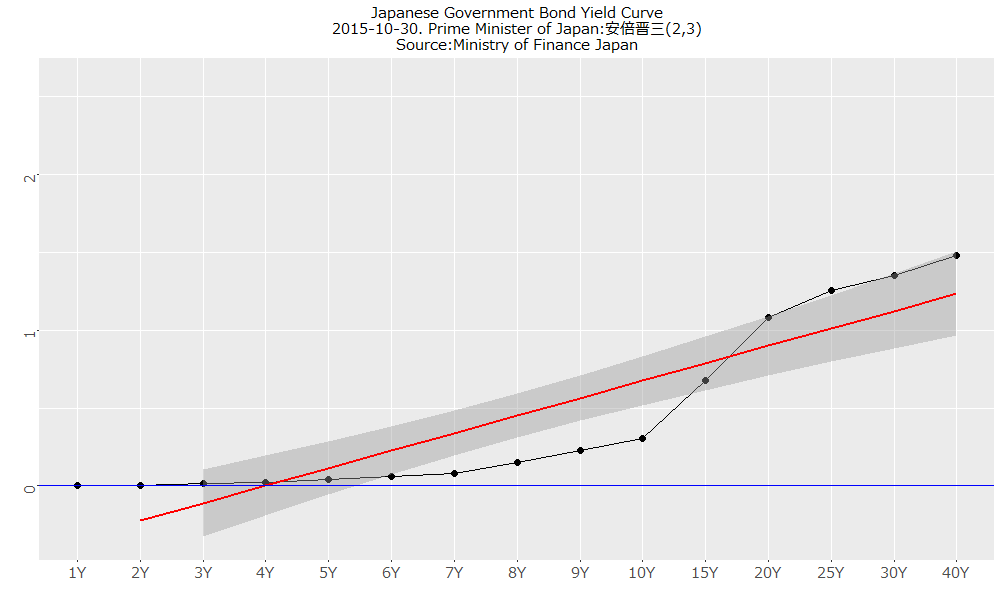 Japanese Government Bond Yield Curve
2015-10-30. Prime Minister of Japan:安倍晋三(2,3)
Source:Ministry of Finance Japan
2
1
0
1Y 2Y 3Y 4Y 5Y 6Y 7Y 8Y 9Y 10Y 15Y 20Y 25Y 30Y 40Y